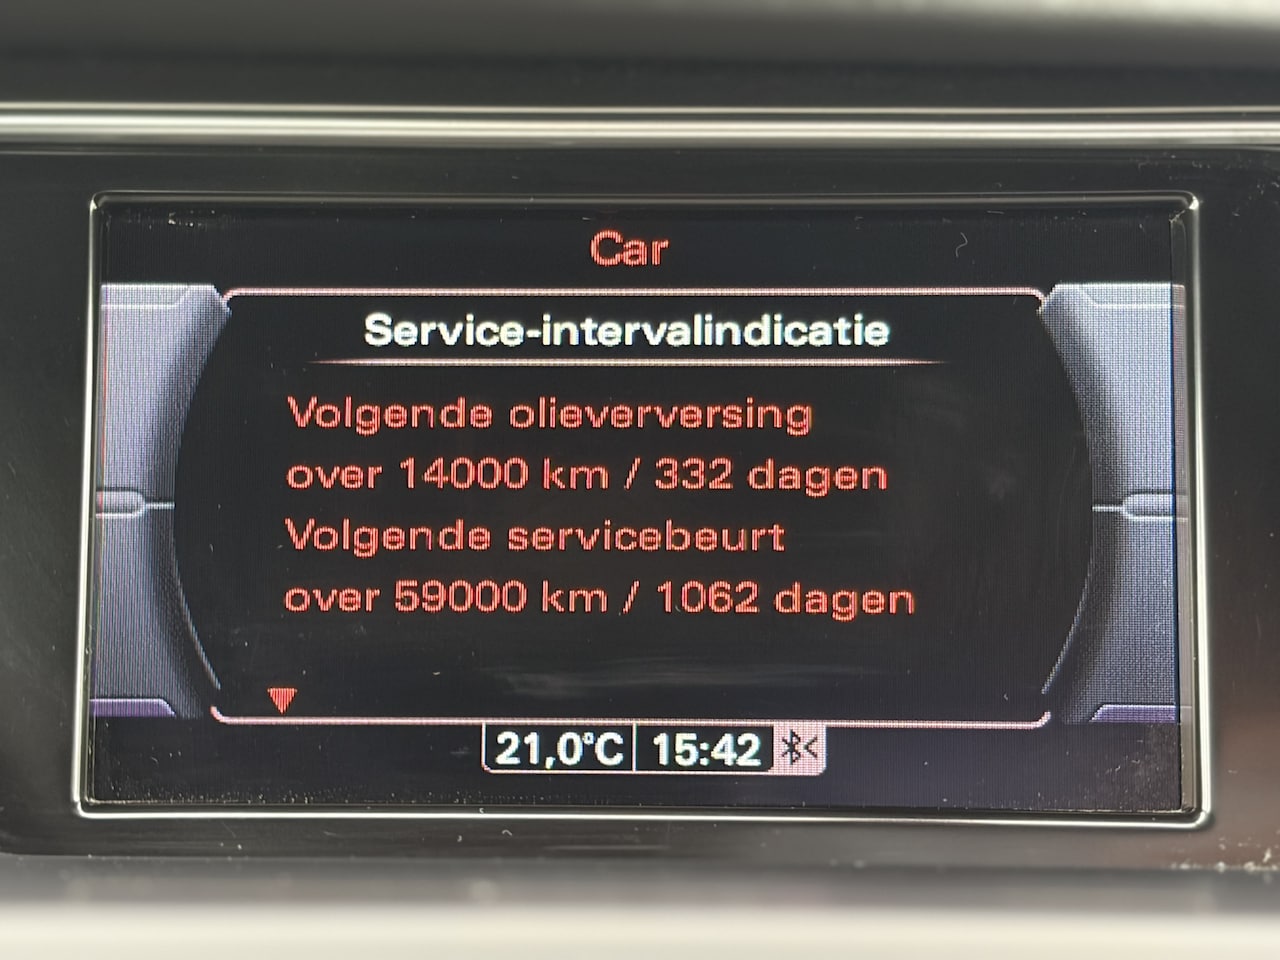 Car
Service-intervalindicatie
Volgende olieverversing
over 14000 km / 332 dagen
Volgende servicebeurt
over 59000 km / 1062 dagen
21,0°C 15:42